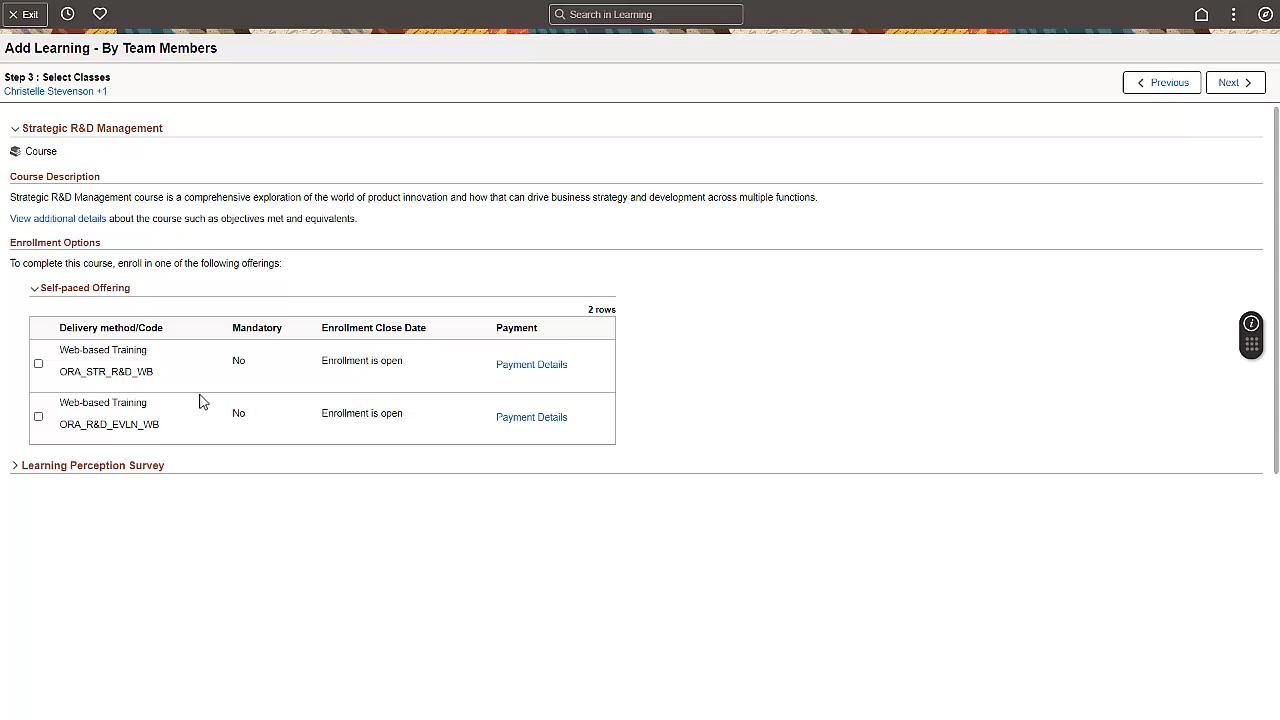 Exit
Search in Learning
Add Learning - By Team Members
Step 3 : Select Classes
Christelle Stevenson +1
Previous
Next
Strategic R&D Management
Course
Course Description
Strategic R&D Management course is a comprehensive exploration of the world of product innovation and how that can drive business strategy and development across multiple functions.
View additional details about the course such as objectives met and equivalents.
Enrollment Options
To complete this course, enroll in one of the following offerings:
Self-paced Offering
2 rows
Delivery method/Code Mandatory Enrollment Close Date Payment
Web-based Training
No Enrollment is open Payment Details
ORA_STR_R&D_WB
Web-based Training
No Enrollment is open Payment Details
ORA_R&D_EVLN_WB
Learning Perception Survey